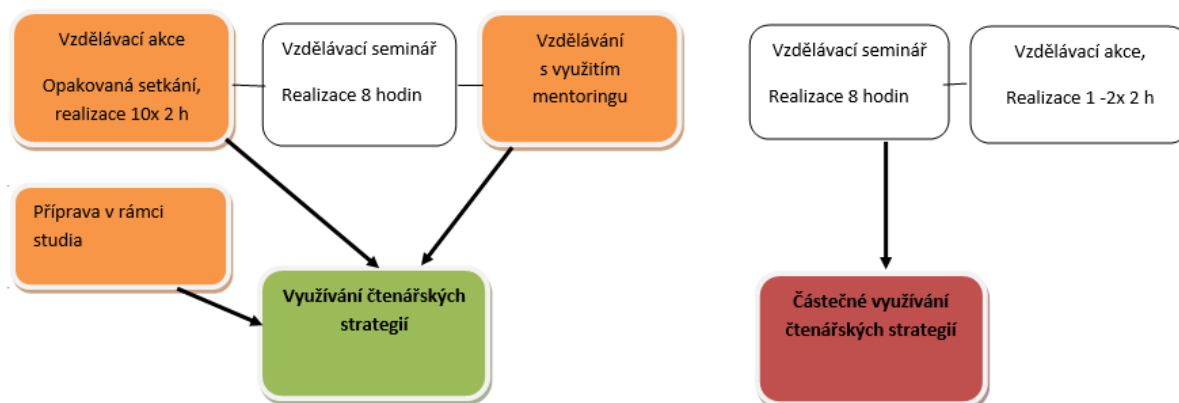 Vzdělávací akce
Opakovaná setkání,
realizace 10x 2 h
Vzdělávací seminář
Realizace 8 hodin
Vzdělávání
s využitím
mentoringu
Vzdělávací seminář
Realizace 8 hodin
Vzdělávací akce,
Realizace 1 -2x 2 h
Příprava v rámci
studia
Využívání čtenářských
strategií
Částečné využívání
čtenářských strategií